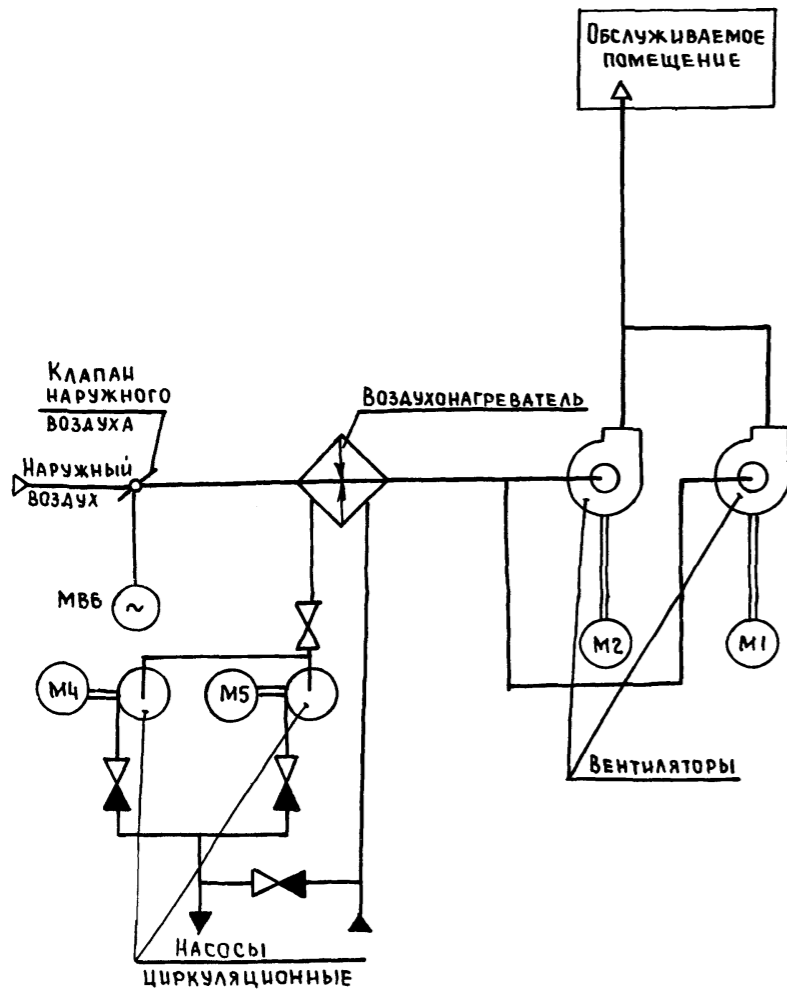 Обслуживаемое
помещение
Клапан
наружного
воздуха
Воздухонагреватель
Наружный
воздух
МВ6
~
М2
М1
М4
М5
Вентиляторы
Насосы
циркуляционные